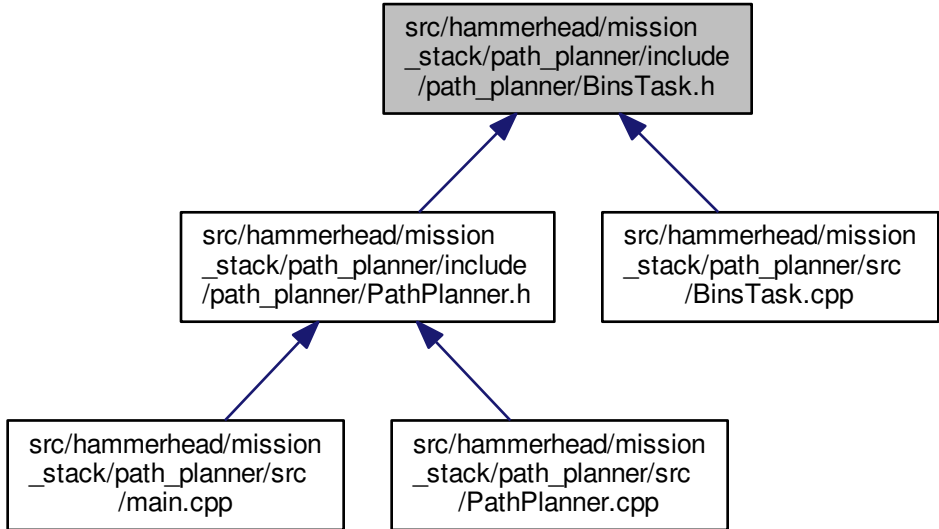 src/hammerhead/mission
_stack/path_planner/include
/path_planner/BinsTask.h
src/hammerhead/mission
_stack/path_planner/include
/path_planner/PathPlanner.h
src/hammerhead/mission
_stack/path_planner/src
/BinsTask.cpp
src/hammerhead/mission
_stack/path_planner/src
/main.cpp
src/hammerhead/mission
_stack/path_planner/src
/PathPlanner.cpp